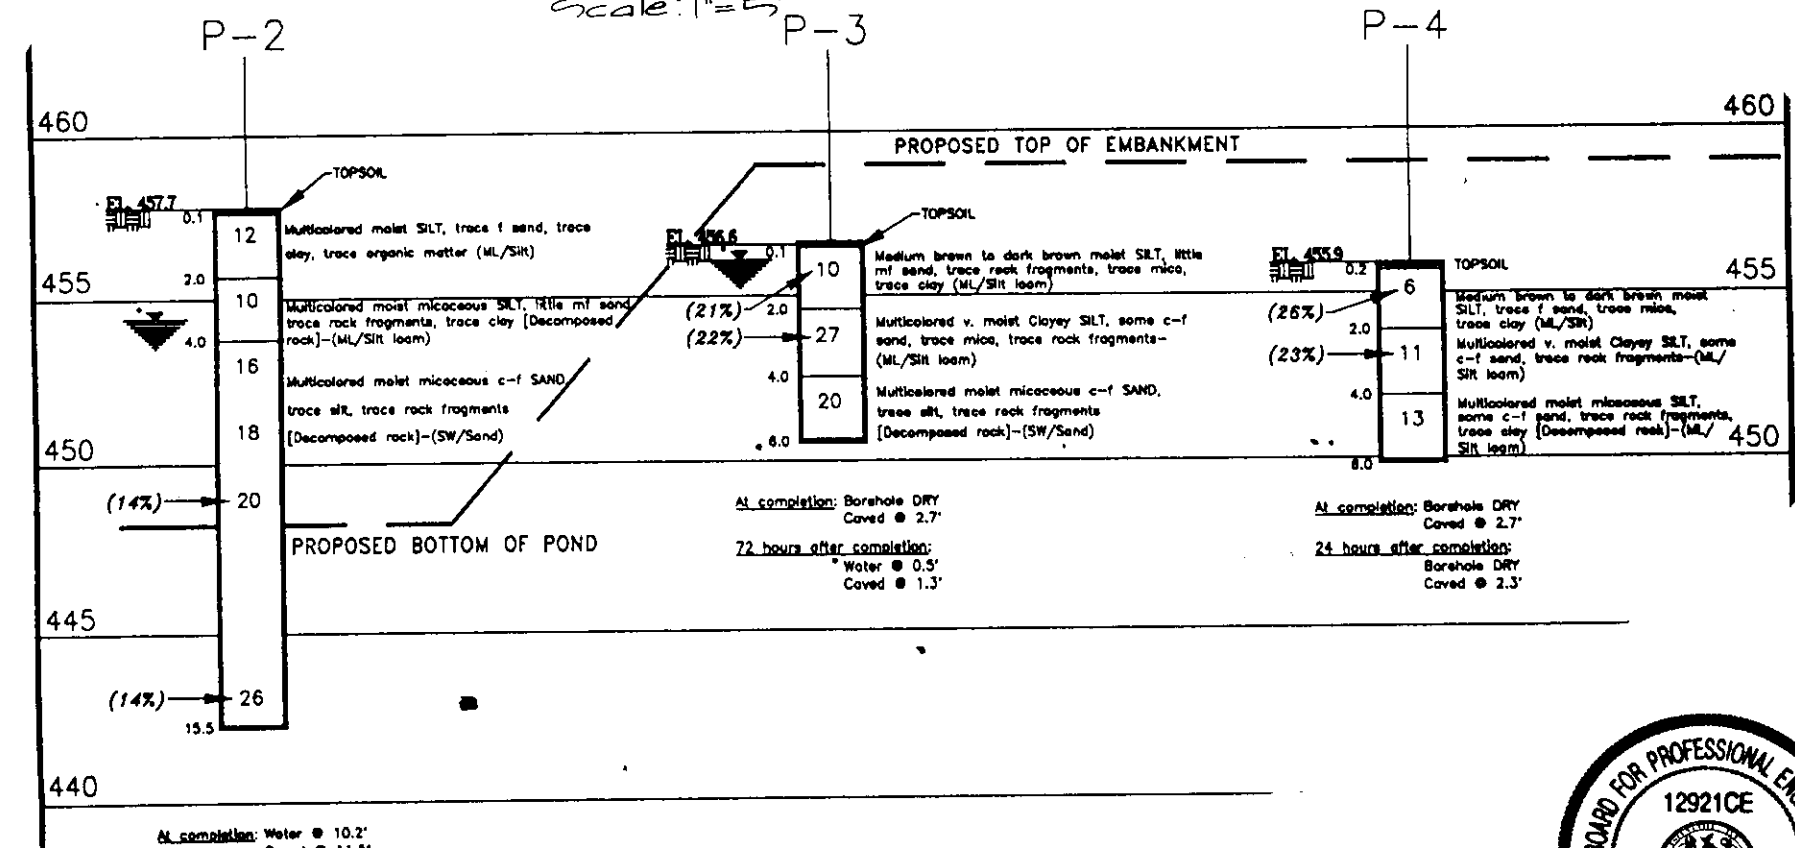 Scale: 1"=5'
P-2
P-3
P-4
460
460
PROPOSED TOP OF EMBANKMENT
TOPSOIL
EL. 457.7
0.1
12
Multicolored moist SILT, trace f sand, trace
clay, trace organic matter (ML/Silt)
2.0
455
10
Multicolored moist micaceous SILT, little mf sand,
trace rock fragments, trace clay [Decomposed
rock]-(ML/Silt loam)
4.0
16
Multicolored moist micaceous c-f SAND,
trace silt, trace rock fragments
[Decomposed rock]-(SW/Sand)
18
450
(14%)
20
PROPOSED BOTTOM OF POND
445
(14%)
26
15.5
440
At completion: Water @ 10.2'
TOPSOIL
EL. 456.6
0.1
10
Medium brown to dark brown moist SILT, little
mf sand, trace rock fragments, trace mica,
trace clay (ML/Silt loam)
(21%)
2.0
(22%)
27
Multicolored v. moist Clayey SILT, some c-f
sand, trace mica, trace rock fragments-
(ML/Silt loam)
4.0
20
Multicolored moist micaceous c-f SAND,
trace silt, trace rock fragments
[Decomposed rock]-(SW/Sand)
6.0
At completion: Borehole DRY
Caved @ 2.7'
72 hours after completion:
Water @ 0.5'
Caved @ 1.3'
EL. 455.9
0.2
TOPSOIL
455
6
(26%)
Medium brown to dark brown moist
SILT, trace f sand, trace mica,
trace clay (ML/Silt)
2.0
(23%)
11
Multicolored v. moist Clayey SILT, some
c-f sand, trace rock fragments-(ML/
Silt loam)
4.0
13
Multicolored moist micaceous SILT,
some c-f sand, trace rock fragments,
trace clay [Decomposed rock]-(ML/
Silt loam)
450
6.0
At completion: Borehole DRY
Caved @ 2.7'
24 hours after completion:
Borehole DRY
Caved @ 2.3'
BOARD FOR PROFESSIONAL
12921CE